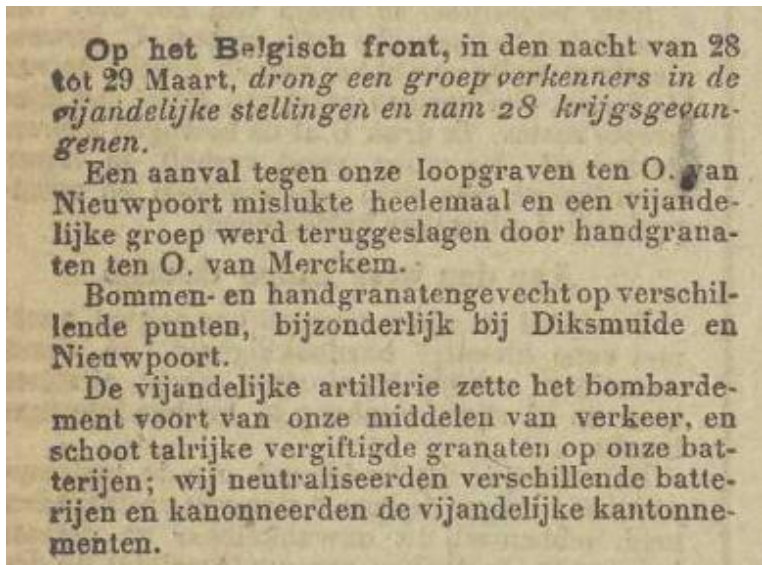 Op het Belgisch front, in den nacht van 28
tot 29 Maart, drong een groep verkenners in de
vijandelijke stellingen en nam 28 krijgsgevan-
genen.
Een aanval tegen onze loopgraven ten O. van
Nieuwpoort mislukte heelemaal en een vijande-
lijke groep werd teruggeslagen door handgrana-
ten ten O. van Merckem.
Bommen- en handgranatengevecht op verschil-
lende punten, bijzonderlijk bij Diksmuide en
Nieuwpoort.
De vijandelijke artillerie zette het bombarde-
ment voort van onze middelen van verkeer, en
schoot talrijke vergiftigde granaten op onze bat-
terijen; wij neutraliseerden verschillende batte-
rijen en kanonneerden de vijandelijke kantonne-
menten.